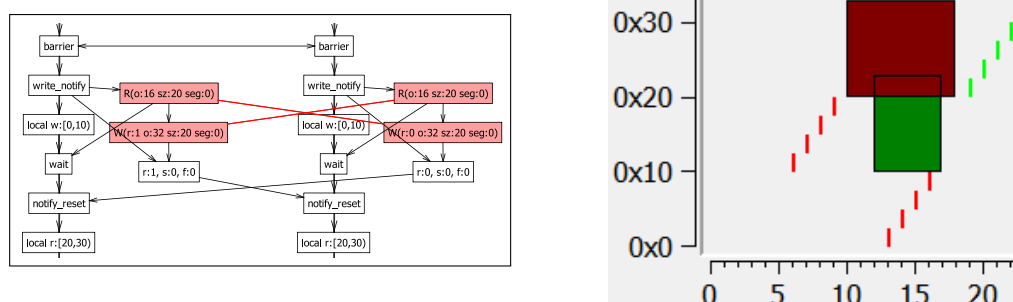 barrier
barrier
write_notify
write_notify
R(o:16 sz:20 seg:0)
R(o:16 sz:20 seg:0)
local w:[0,10)
local w:[0,10)
W(r:1 o:32 sz:20 seg:0)
W(r:0 o:32 sz:20 seg:0)
wait
wait
r:1, s:0, f:0
r:0, s:0, f:0
notify_reset
notify_reset
local r:[20,30)
local r:[20,30)
0x30
0x20
0x10
0x0
0 5 10 15 20